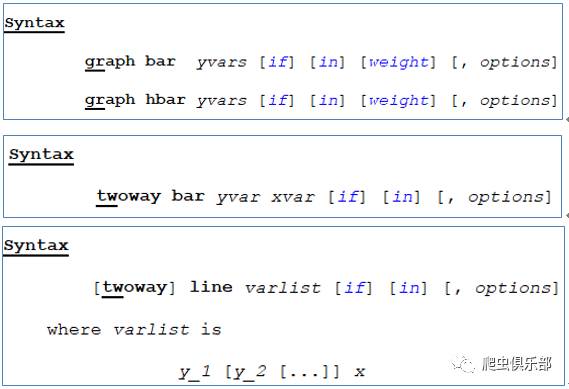 Syntax
graph bar yvars [if] [in] [weight] [, options]
graph hbar yvars [if] [in] [weight] [, options]
Syntax
twoway bar yvar xvar [if] [in] [, options]
Syntax
[twoway] line varlist [if] [in] [, options]
where varlist is
y_1 [y_2 [...]] x
爬虫俱乐部